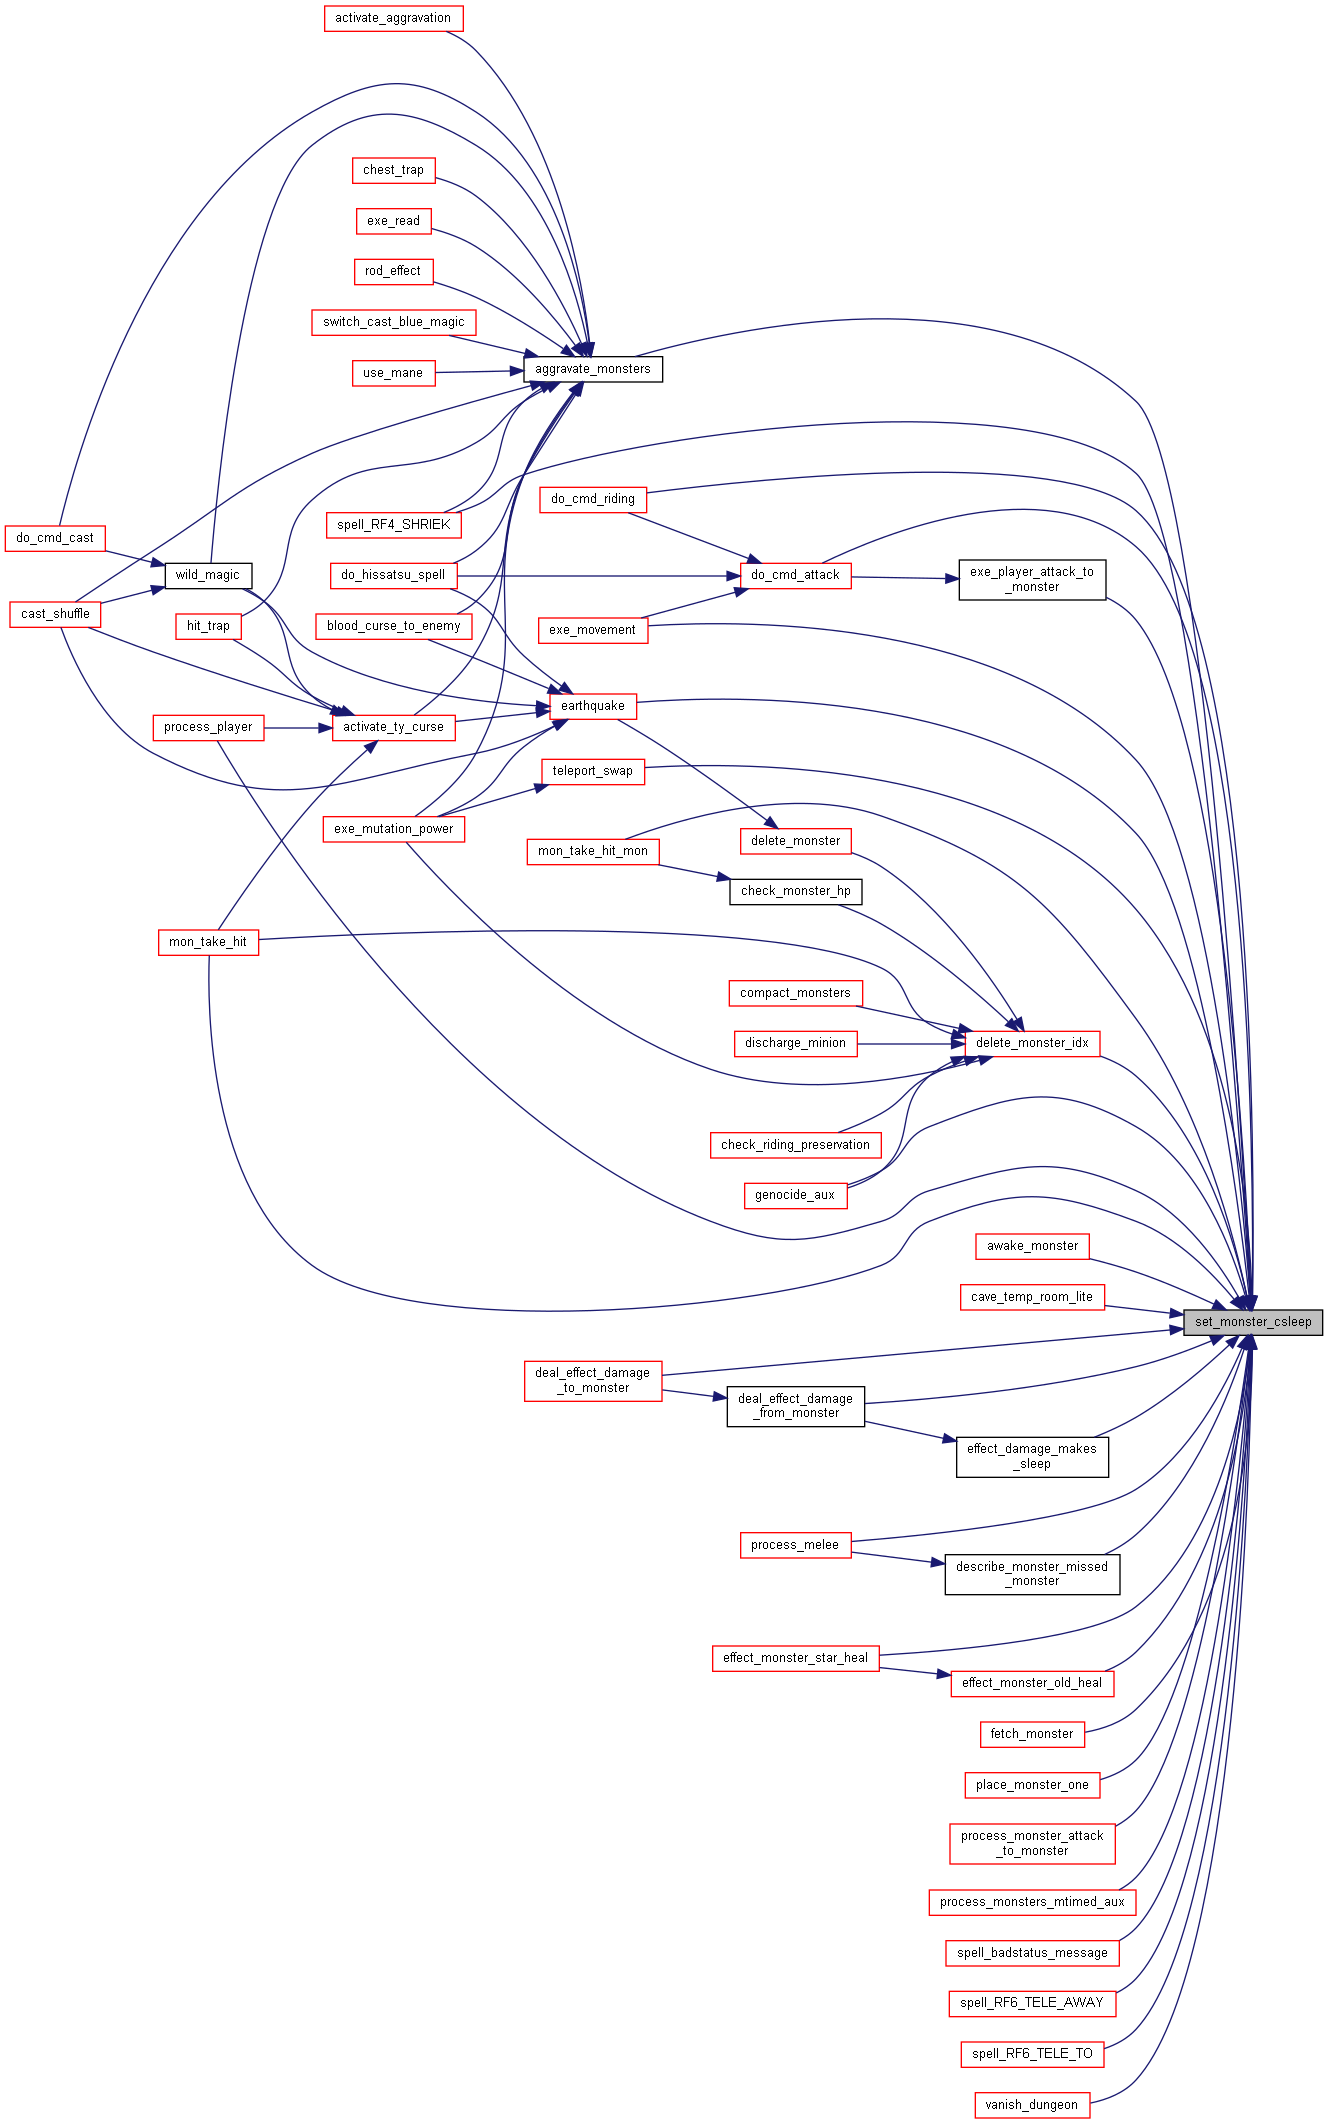 activate_aggravation
chest_trap
exe_read
rod_effect
switch_cast_blue_magic
use_mane
aggravate_monsters
do_cmd_riding
spell_RF4_SHRIEK
do_cmd_cast
wild_magic
do_hissatsu_spell
do_cmd_attack
exe_player_attack_to
_monster
cast_shuffle
hit_trap
blood_curse_to_enemy
exe_movement
earthquake
process_player
activate_ty_curse
teleport_swap
exe_mutation_power
mon_take_hit_mon
delete_monster
check_monster_hp
mon_take_hit
compact_monsters
discharge_minion
delete_monster_idx
check_riding_preservation
genocide_aux
awake_monster
cave_temp_room_lite
set_monster_csleep
deal_effect_damage
_to_monster
deal_effect_damage
_from_monster
effect_damage_makes
_sleep
process_melee
describe_monster_missed
_monster
effect_monster_star_heal
effect_monster_old_heal
fetch_monster
place_monster_one
process_monster_attack
_to_monster
process_monsters_mtimed_aux
spell_badstatus_message
spell_RF6_TELE_AWAY
spell_RF6_TELE_TO
vanish_dungeon